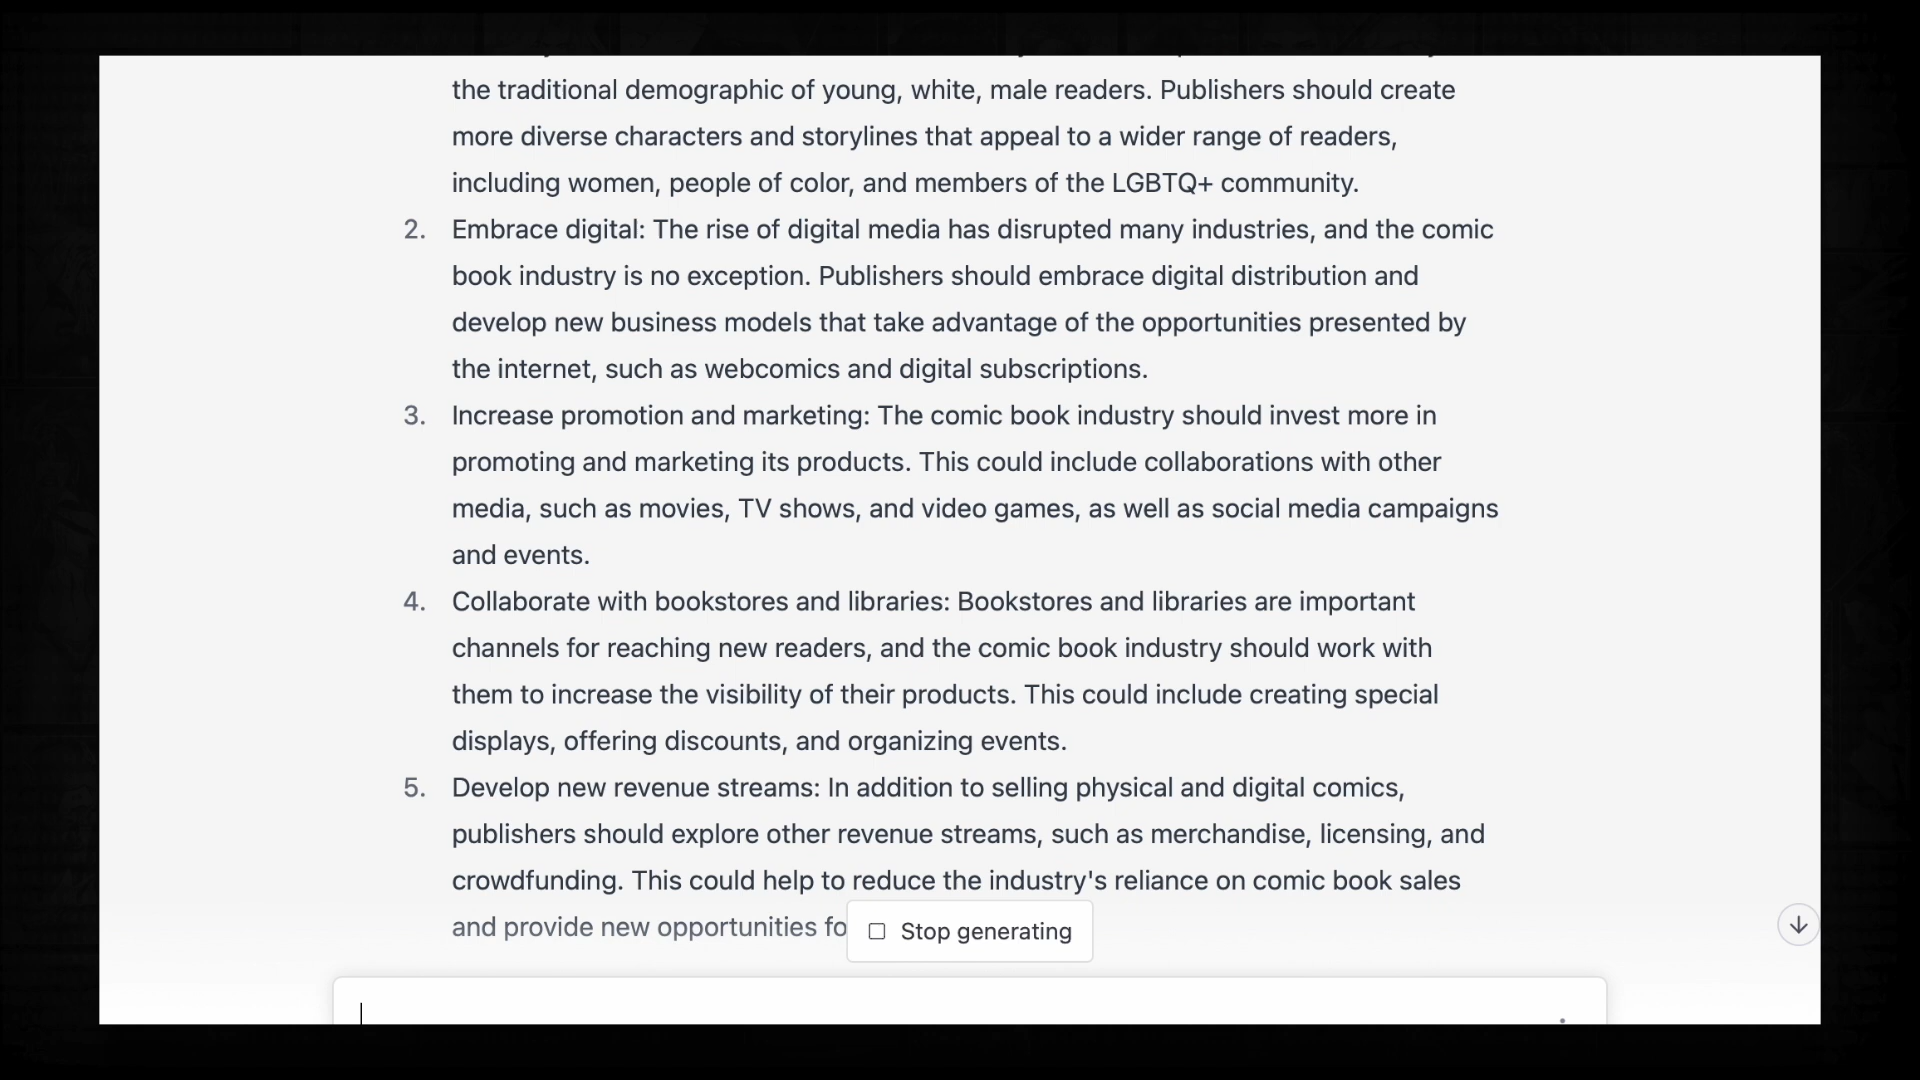 the traditional demographic of young, white, male readers. Publishers should create
more diverse characters and storylines that appeal to a wider range of readers,
including women, people of color, and members of the LGBTQ+ community.
2. Embrace digital: The rise of digital media has disrupted many industries, and the comic
book industry is no exception. Publishers should embrace digital distribution and
develop new business models that take advantage of the opportunities presented by
the internet, such as webcomics and digital subscriptions.
3. Increase promotion and marketing: The comic book industry should invest more in
promoting and marketing its products. This could include collaborations with other
media, such as movies, TV shows, and video games, as well as social media campaigns
and events.
4. Collaborate with bookstores and libraries: Bookstores and libraries are important
channels for reaching new readers, and the comic book industry should work with
them to increase the visibility of their products. This could include creating special
displays, offering discounts, and organizing events.
5. Develop new revenue streams: In addition to selling physical and digital comics,
publishers should explore other revenue streams, such as merchandise, licensing, and
crowdfunding. This could help to reduce the industry's reliance on comic book sales
and provide new opportunities fo
Stop generating